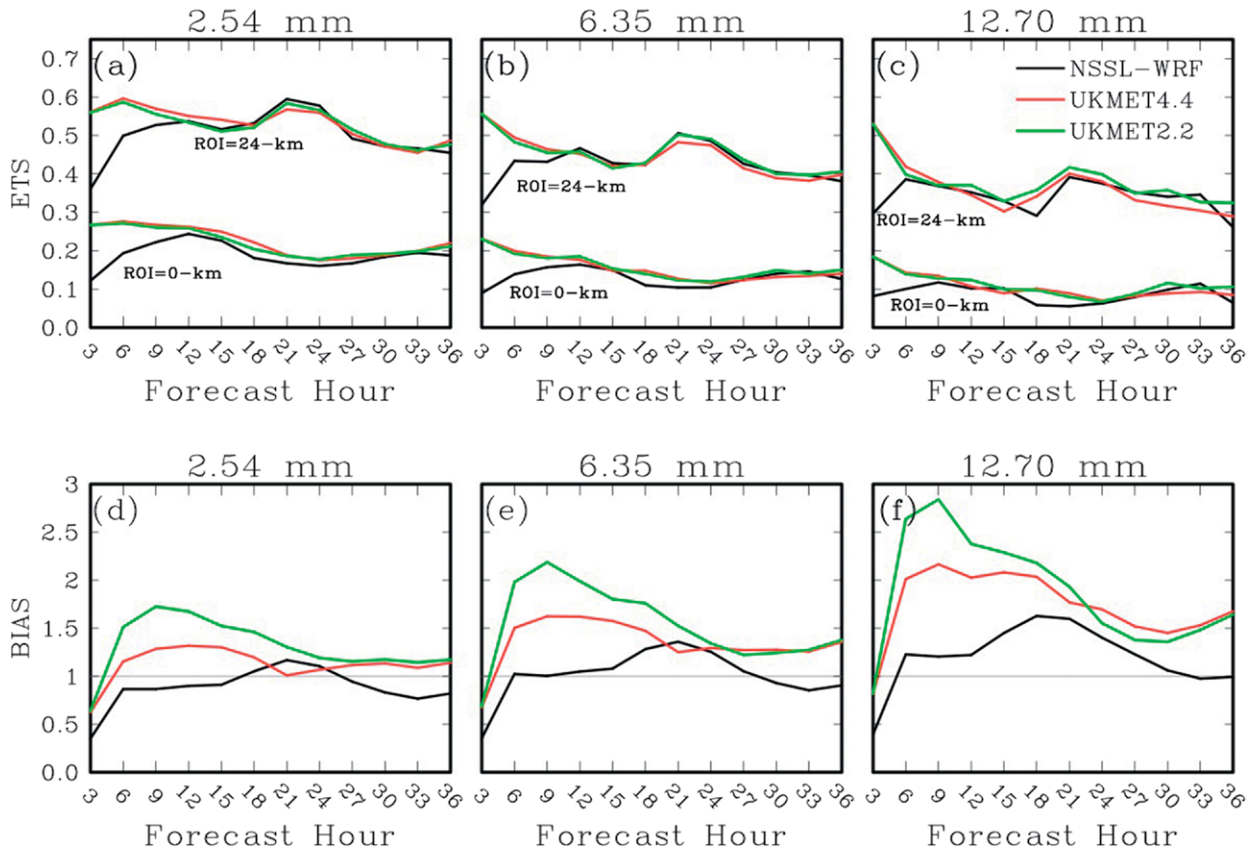 2.54 mm 6.35 mm 12.70 mm
(a) (b) (c)
NSSL-WRF
UKMET4.4
UKMET2.2
ETS
0.7
0.6
0.5
0.4
0.3
0.2
0.1
0.0
ROI=24-km ROI=24-km ROI=24-km
ROI=0-km ROI=0-km ROI=0-km
3 6 9 12 15 18 21 24 27 30 33 36 3 6 9 12 15 18 21 24 27 30 33 36 3 6 9 12 15 18 21 24 27 30 33 36
Forecast Hour Forecast Hour Forecast Hour
2.54 mm 6.35 mm 12.70 mm
(d) (e) (f)
BIAS
3
2.5
2
1.5
1
0.5
0.0
3 6 9 12 15 18 21 24 27 30 33 36 3 6 9 12 15 18 21 24 27 30 33 36 3 6 9 12 15 18 21 24 27 30 33 36
Forecast Hour Forecast Hour Forecast Hour